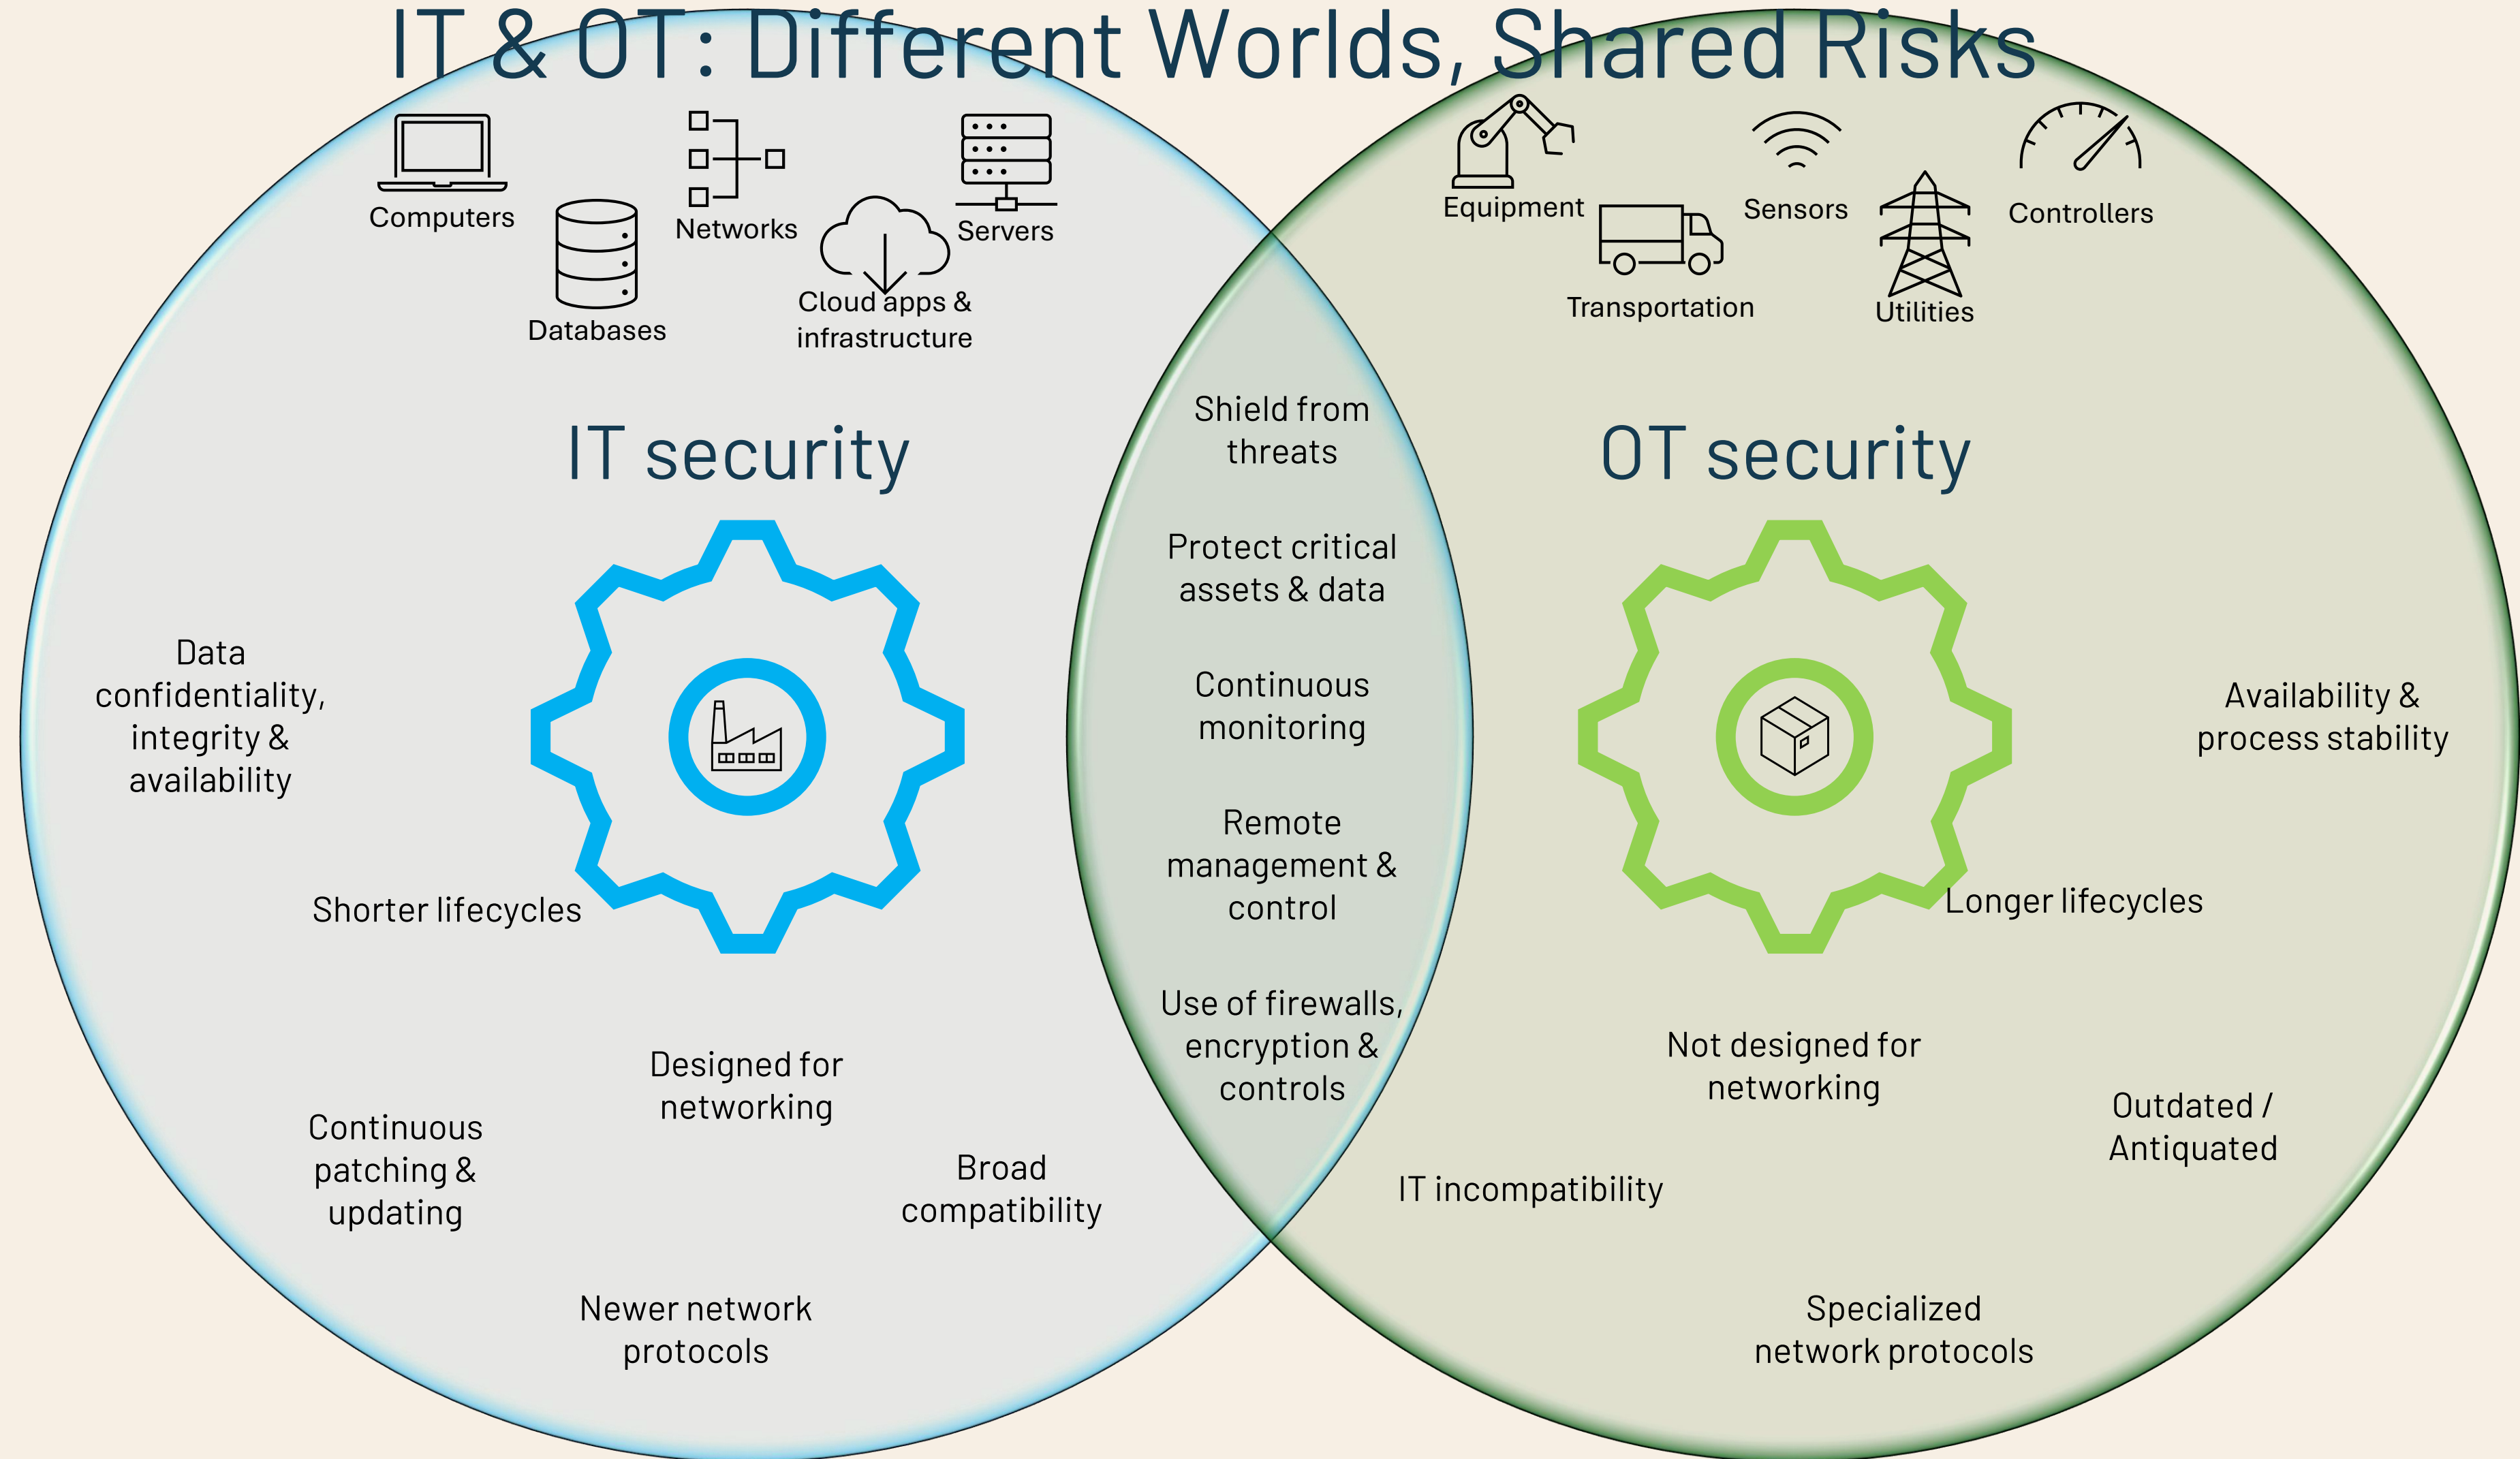 IT & OT: Different Worlds, Shared Risks
Computers
Databases
Networks
Cloud apps &
infrastructure
Servers
Equipment
Transportation
Sensors
Utilities
Controllers
IT security
Data
confidentiality,
integrity &
availability
Shorter lifecycles
Continuous
patching &
updating
Designed for
networking
Broad
compatibility
Newer network
protocols
Shield from
threats
Protect critical
assets & data
Continuous
monitoring
Remote
management &
control
Use of firewalls,
encryption &
controls
OT security
Availability &
process stability
Longer lifecycles
Not designed for
networking
Outdated /
Antiquated
IT incompatibility
Specialized
network protocols